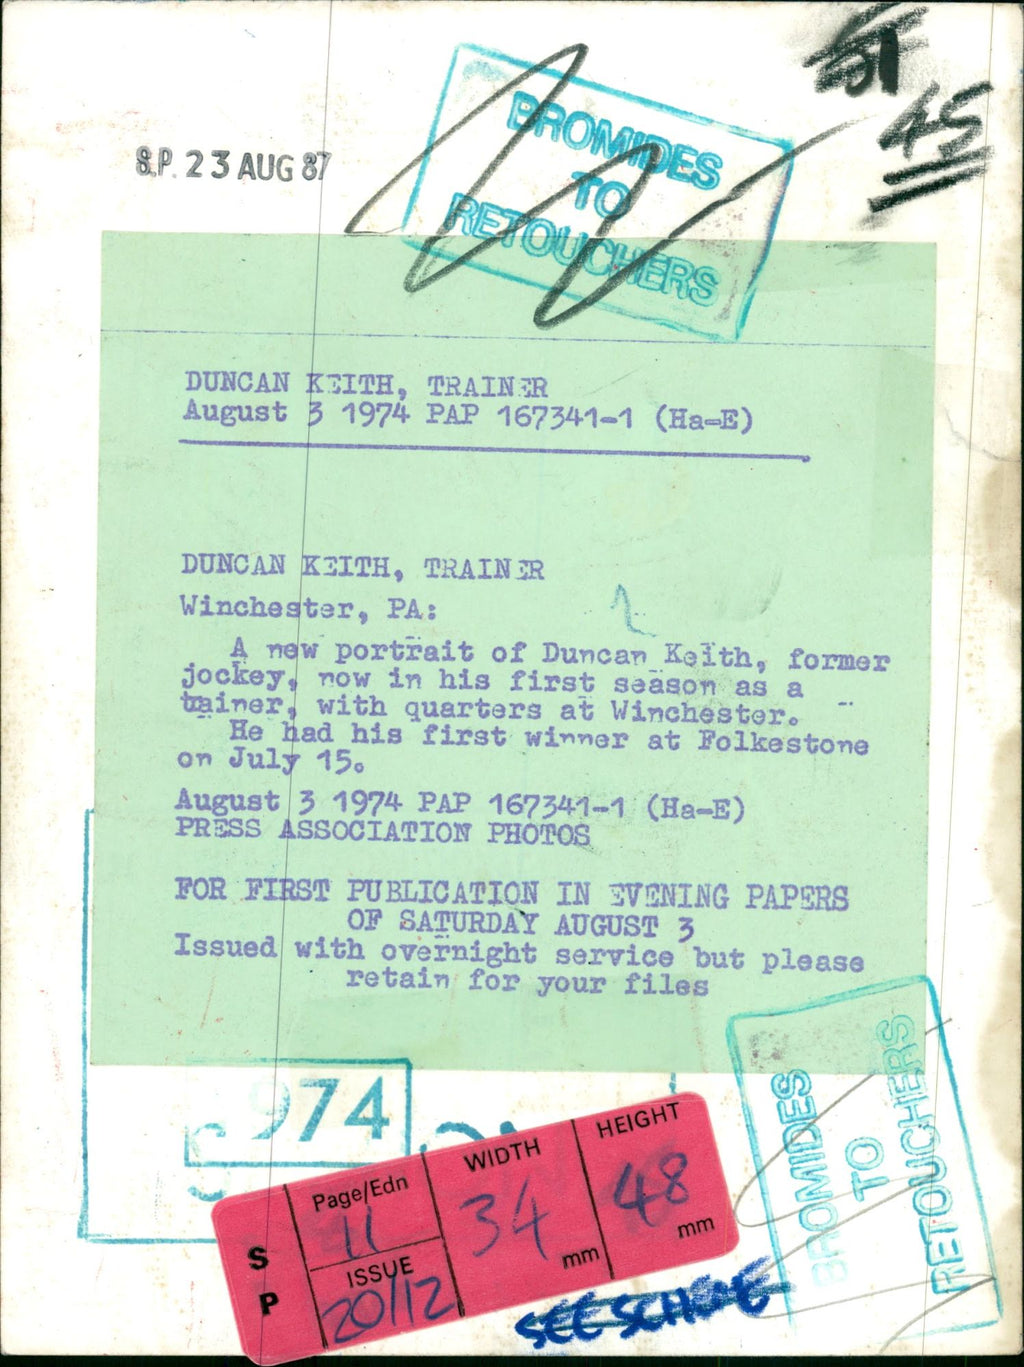 45
BROMIDES
TO
RETOUCHERS
S.P. 23 AUG 87
DUNCAN KEITH, TRAINER
August 3 1974 PAP 167341-1 (Ha-E)
DUNCAN KEITH, TRAINER
Winchester, PA:
A new portrait of Duncan Keith, former
jockey, now in his first season as a
trainer, with quarters at Winchester.
He had his first winner at Folkestone
on July 15.
August 3 1974 PAP 167341-1 (Ha-E)
PRESS ASSOCIATION PHOTOS
FOR FIRST PUBLICATION IN EVENING PAPERS
OF SATURDAY AUGUST 3
Issued with overnight service but please
retain for your files
974
S P
Page/Edn
11
ISSUE
20/12
WIDTH
34 mm
HEIGHT
48 mm
SEE SCHEME
BROMIDES
TO
RETOUCHERS